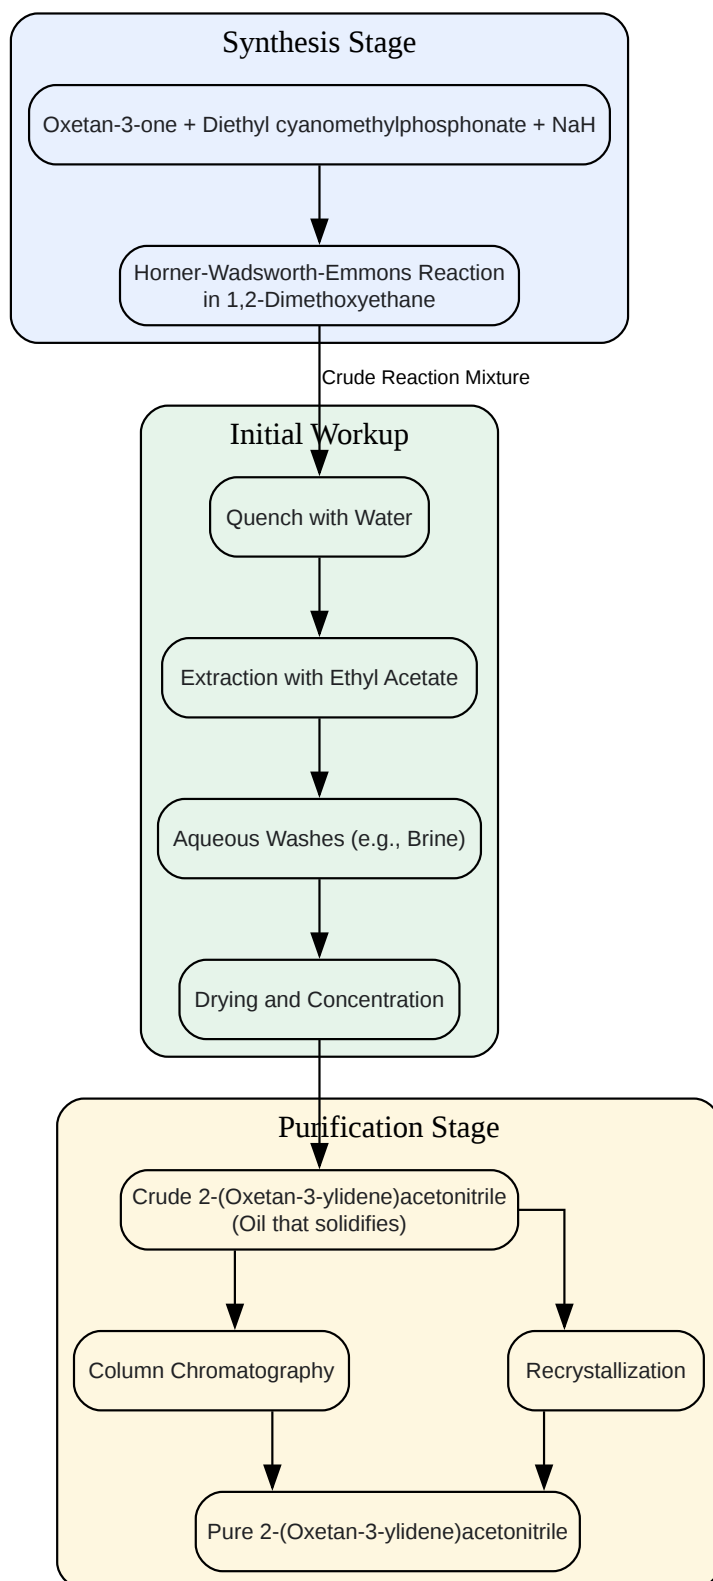 Synthesis Stage
Oxetan-3-one + Diethyl cyanomethylphosphonate + NaH
Horner-Wadsworth-Emmons Reaction
in 1,2-Dimethoxyethane
Crude Reaction Mixture
Initial Workup
Quench with Water
Extraction with Ethyl Acetate
Aqueous Washes (e.g., Brine)
Drying and Concentration
Purification Stage
Crude 2-(Oxetan-3-ylidene)acetonitrile
(Oil that solidifies)
Column Chromatography
Recrystallization
Pure 2-(Oxetan-3-ylidene)acetonitrile